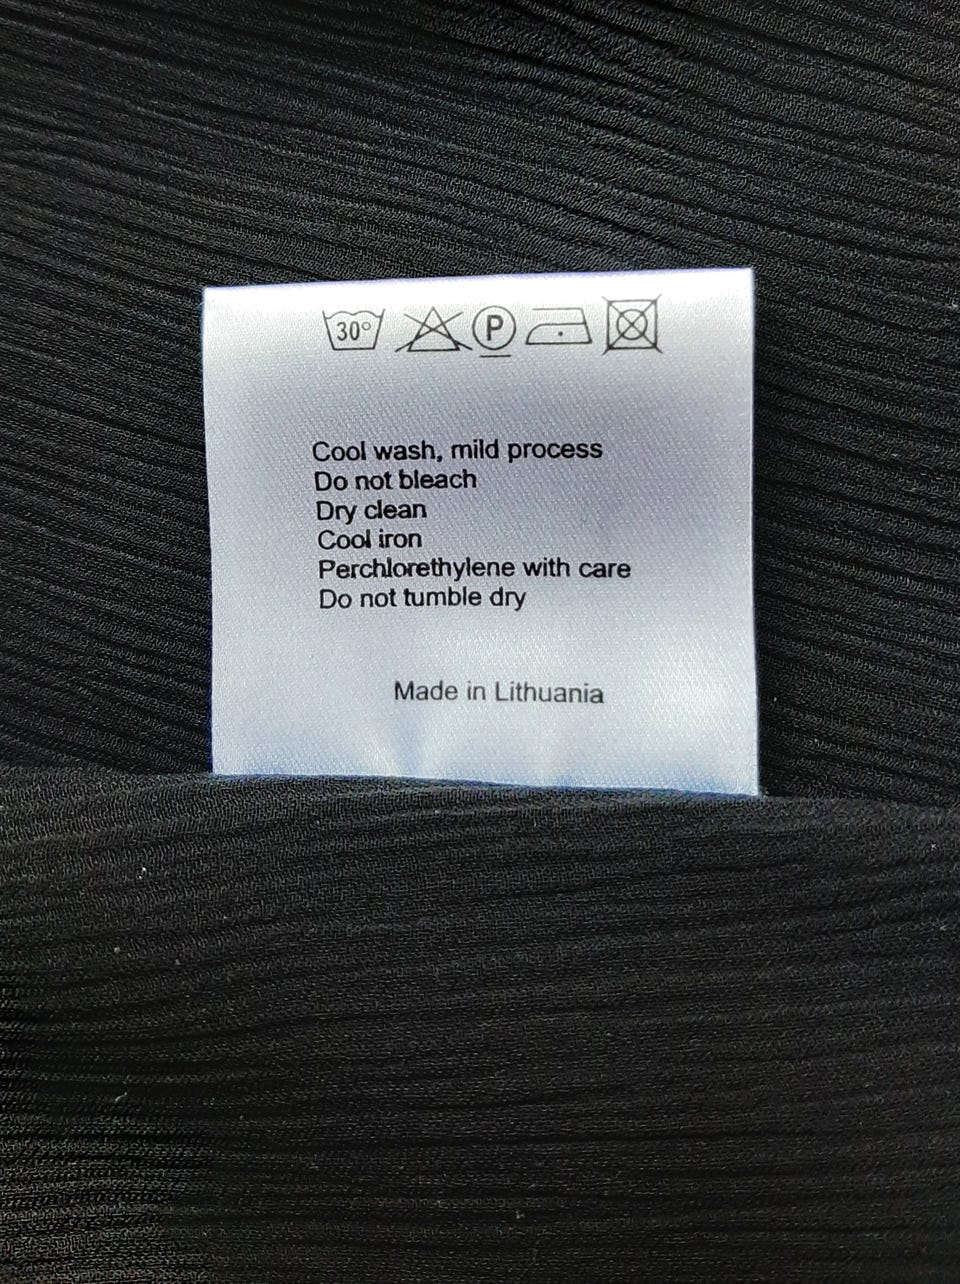 30° P
Cool wash, mild process
Do not bleach
Dry clean
Cool iron
Perchlorethylene with care
Do not tumble dry
Made in Lithuania